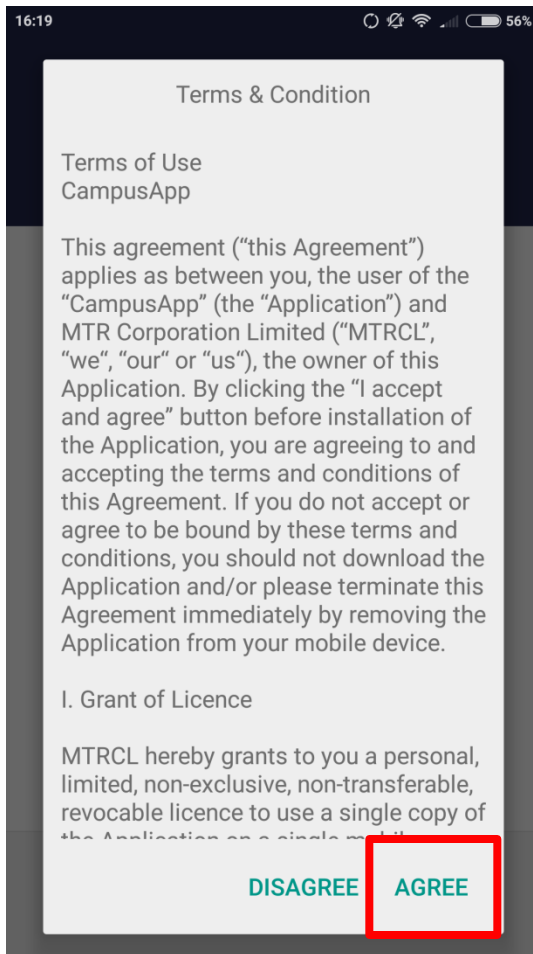 16:19 56%
Terms & Condition
Terms of Use
CampusApp
This agreement (“this Agreement”)
applies as between you, the user of the
“CampusApp” (the “Application”) and
MTR Corporation Limited (“MTRCL”,
“we“, “our“ or “us“), the owner of this
Application. By clicking the “I accept
and agree” button before installation of
the Application, you are agreeing to and
accepting the terms and conditions of
this Agreement. If you do not accept or
agree to be bound by these terms and
conditions, you should not download the
Application and/or please terminate this
Agreement immediately by removing the
Application from your mobile device.
I. Grant of Licence
MTRCL hereby grants to you a personal,
limited, non-exclusive, non-transferable,
revocable licence to use a single copy of
the Application on a single mobile
DISAGREE AGREE